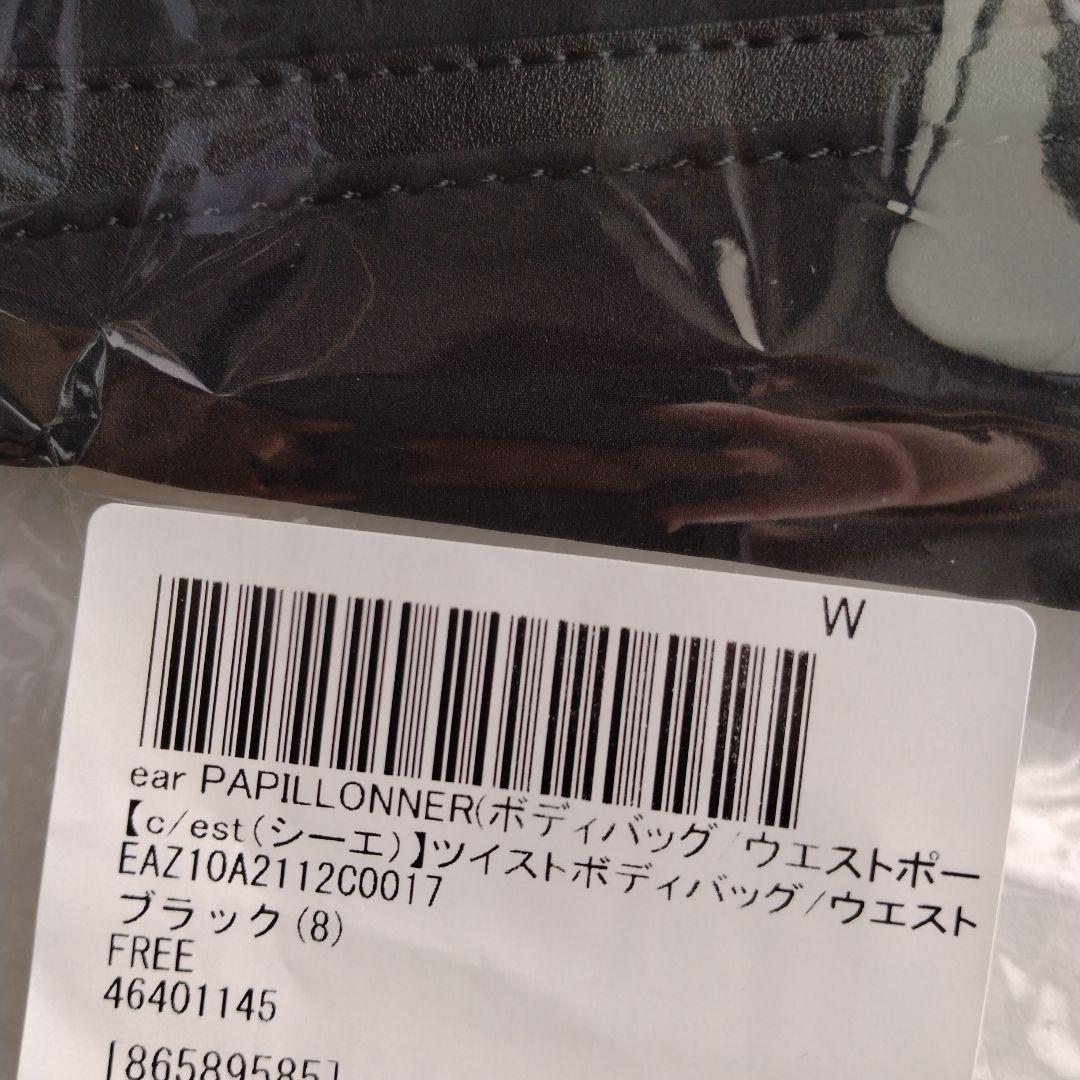 W
ear PAPILLONNER(ボディバッグ/ウエストポー
【c/est(シーエ)】ツイストボディバッグ/ウエスト
EAZ10A2112C0017
ブラック(8)
FREE
46401145
[86589585]